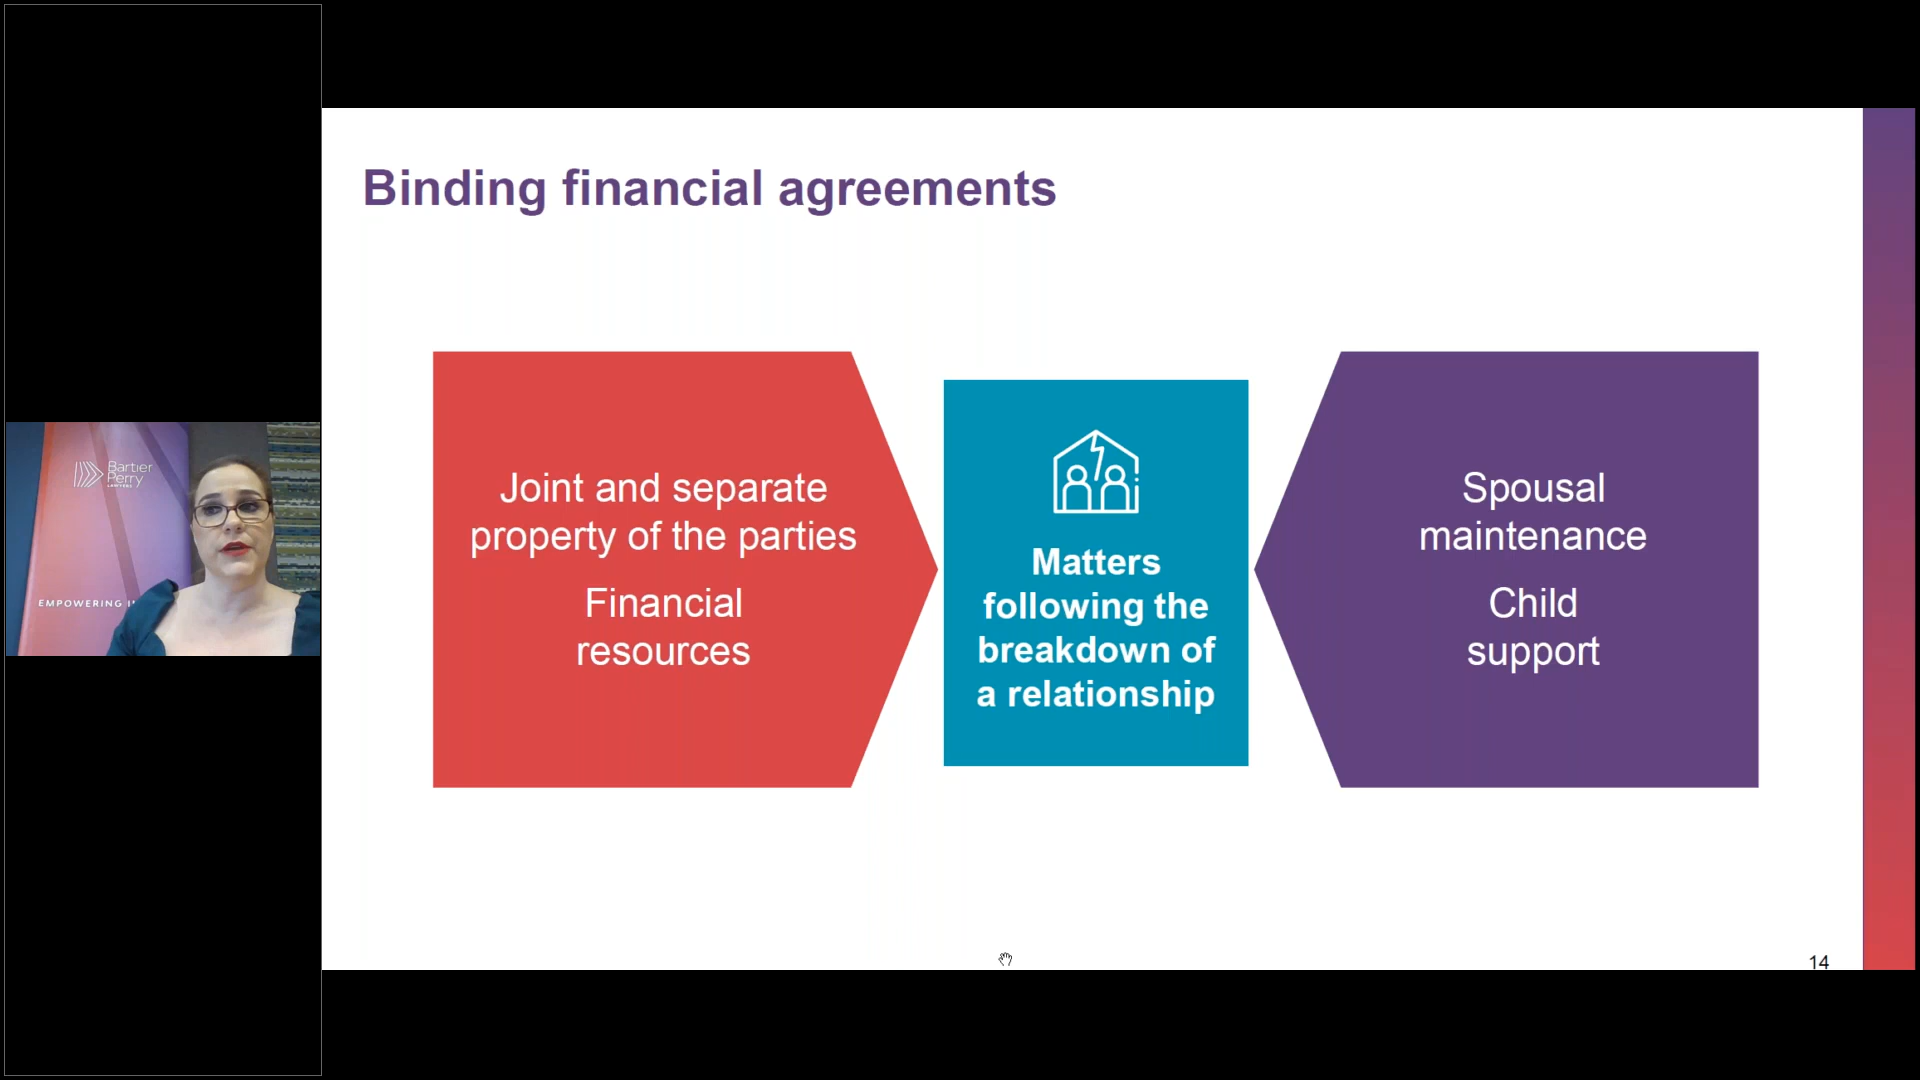 Binding financial agreements
Joint and separate
property of the parties
Financial
resources
Matters
following the
breakdown of
a relationship
Spousal
maintenance
Child
support
Bartier
Perry
LAWYERS
EMPOWERING
14